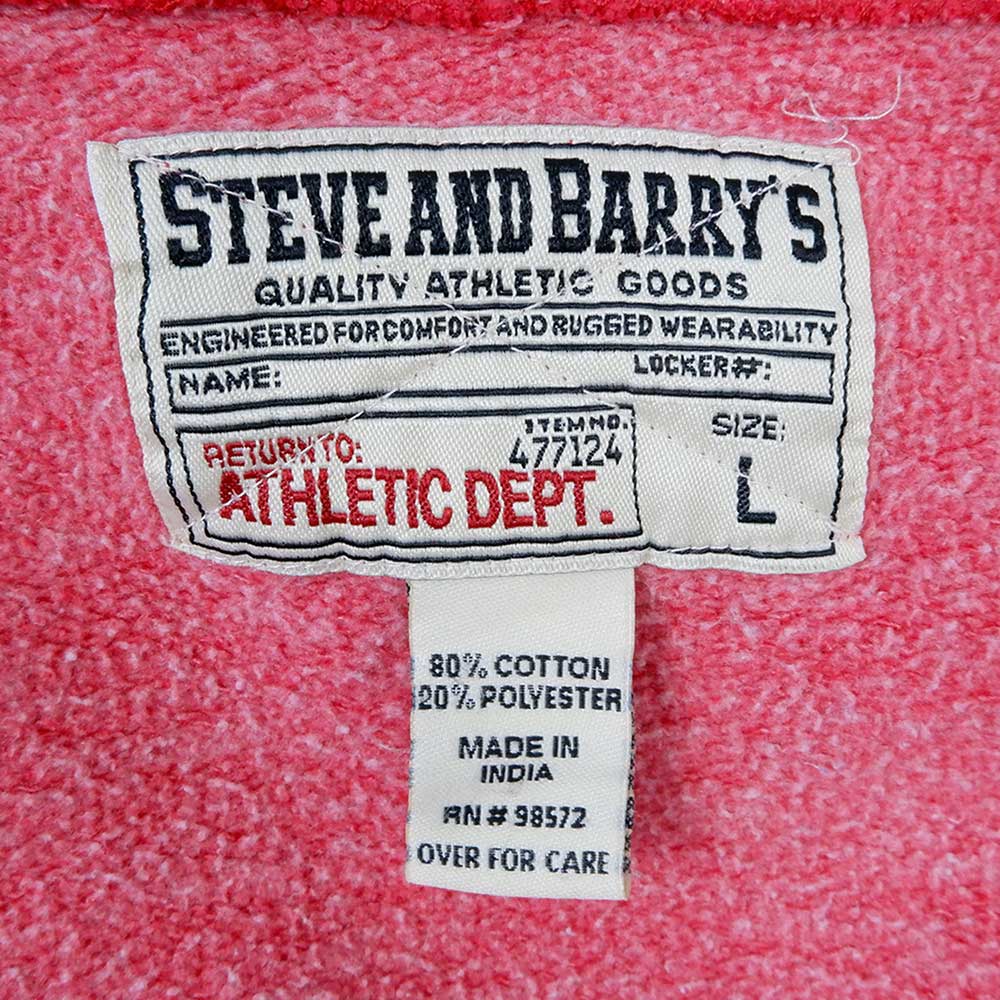 STEVE AND BARRY'S
QUALITY ATHLETIC GOODS
ENGINEERED FOR COMFORT AND RUGGED WEARABILITY
NAME: LOCKER#:
ITEM NO. SIZE:
RETURN TO: 477124
ATHLETIC DEPT. L
80% COTTON
20% POLYESTER
MADE IN
INDIA
RN # 98572
OVER FOR CARE